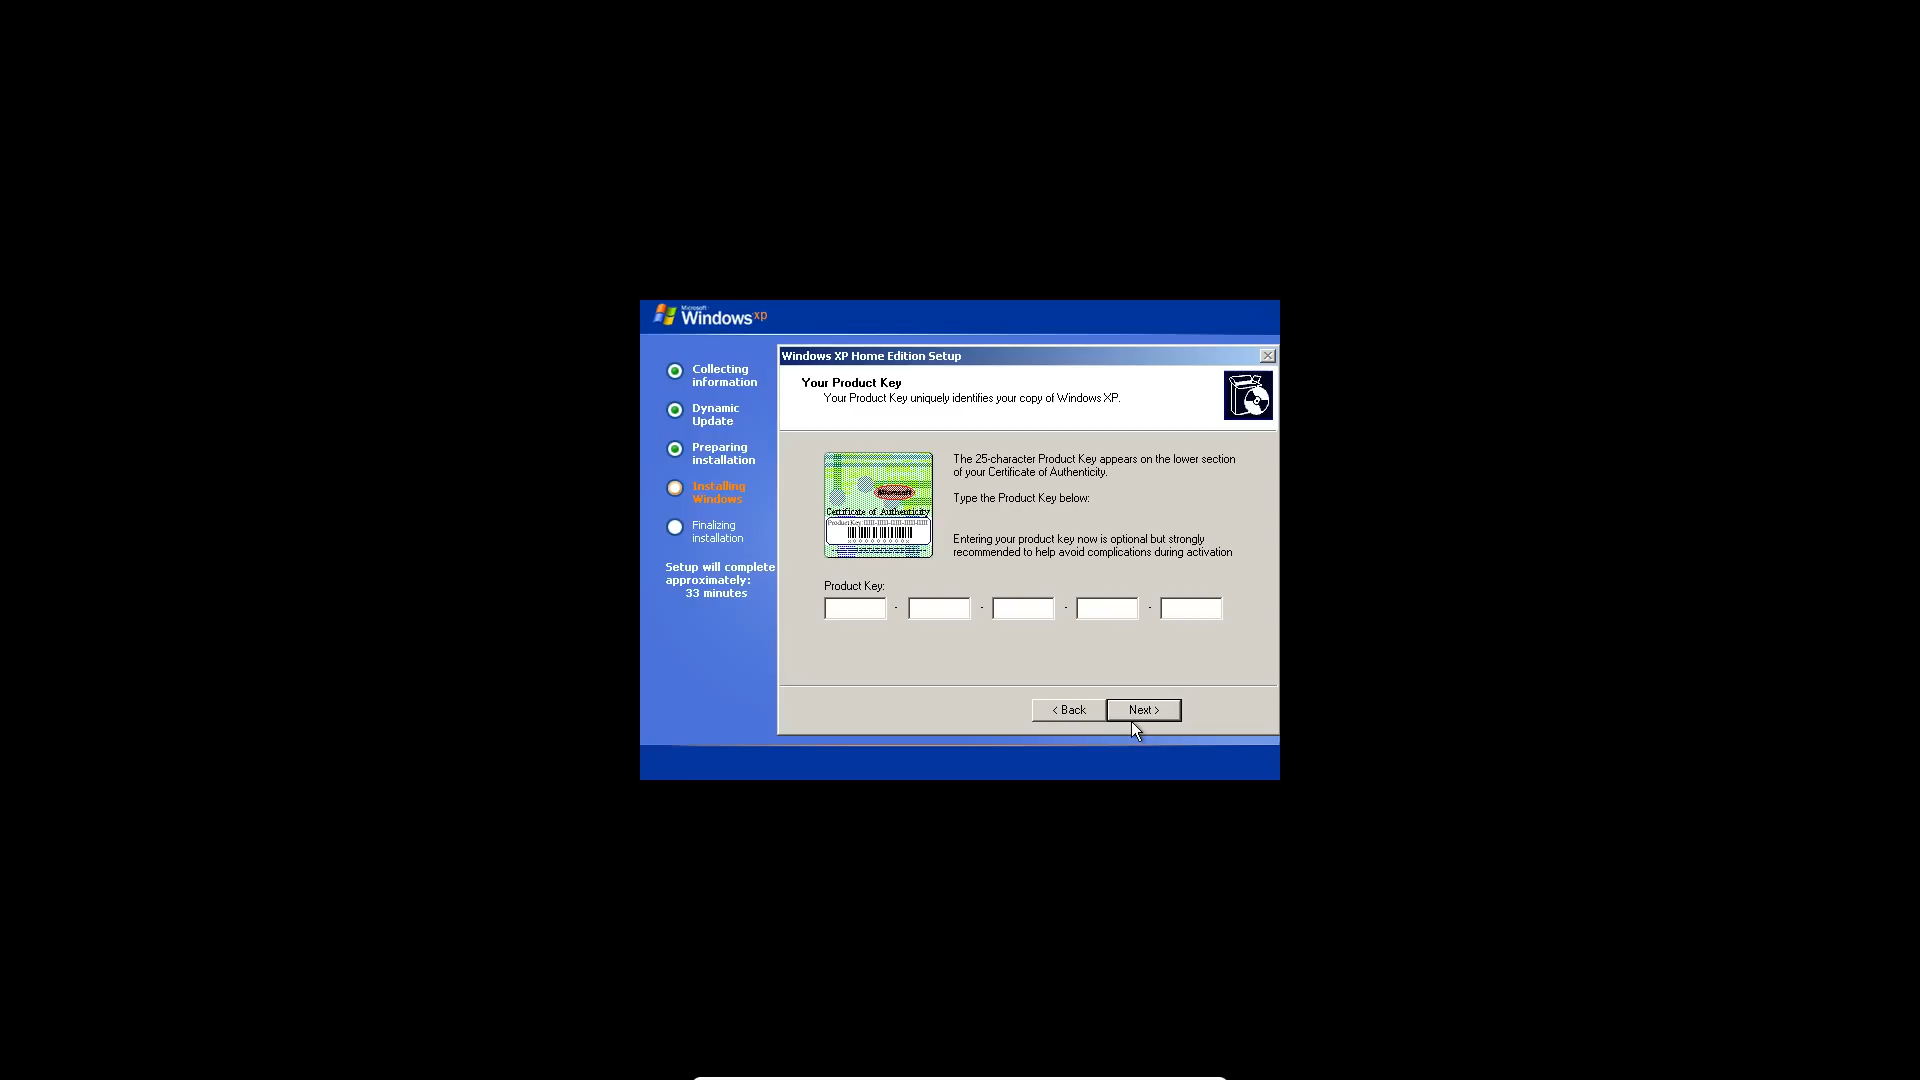 Microsoft
Windows xp
Windows XP Home Edition Setup
Collecting
information
Dynamic
Update
Preparing
installation
Installing
Windows
Finalizing
installation
Setup will complete
approximately:
33 minutes
Your Product Key
Your Product Key uniquely identifies your copy of Windows XP.
Microsoft
Certificate of Authenticity
Product Key:
The 25-character Product Key appears on the lower section
of your Certificate of Authenticity.
Type the Product Key below:
Entering your product key now is optional but strongly
recommended to help avoid complications during activation
Product Key:
- - - -
< Back
Next >